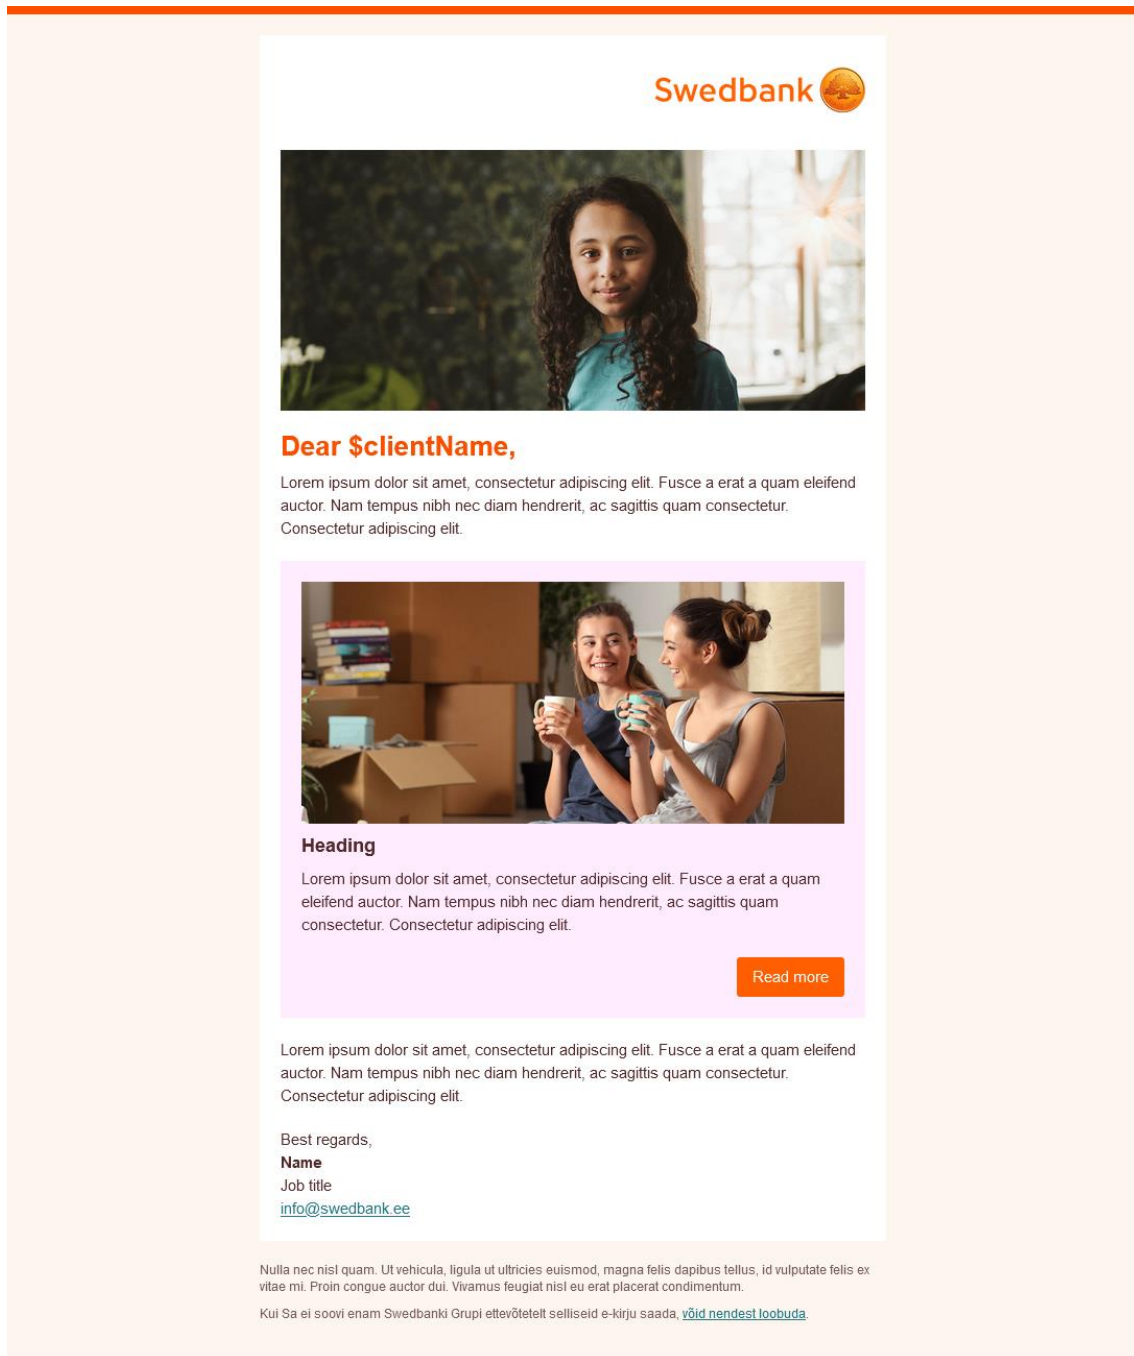 Swedbank
Dear $clientName,
Lorem ipsum dolor sit amet, consectetur adipiscing elit. Fusce a erat a quam eleifend
auctor. Nam tempus nibh nec diam hendrerit, ac sagittis quam consectetur.
Consectetur adipiscing elit.
Heading
Lorem ipsum dolor sit amet, consectetur adipiscing elit. Fusce a erat a quam
eleifend auctor. Nam tempus nibh nec diam hendrerit, ac sagittis quam
consectetur. Consectetur adipiscing elit.
Read more
Lorem ipsum dolor sit amet, consectetur adipiscing elit. Fusce a erat a quam eleifend
auctor. Nam tempus nibh nec diam hendrerit, ac sagittis quam consectetur.
Consectetur adipiscing elit.
Best regards,
Name
Job title
info@swedbank.ee
Nulla nec nisl quam. Ut vehicula, ligula ut ultricies euismod, magna felis dapibus tellus, id vulputate felis ex
vitae mi. Proin congue auctor dui. Vivamus feugiat nisl eu erat placerat condimentum.
Kui Sa ei soovi enam Swedbanki Grupi ettevõtetelt selliseid e-kirju saada, võid nendest loobuda.